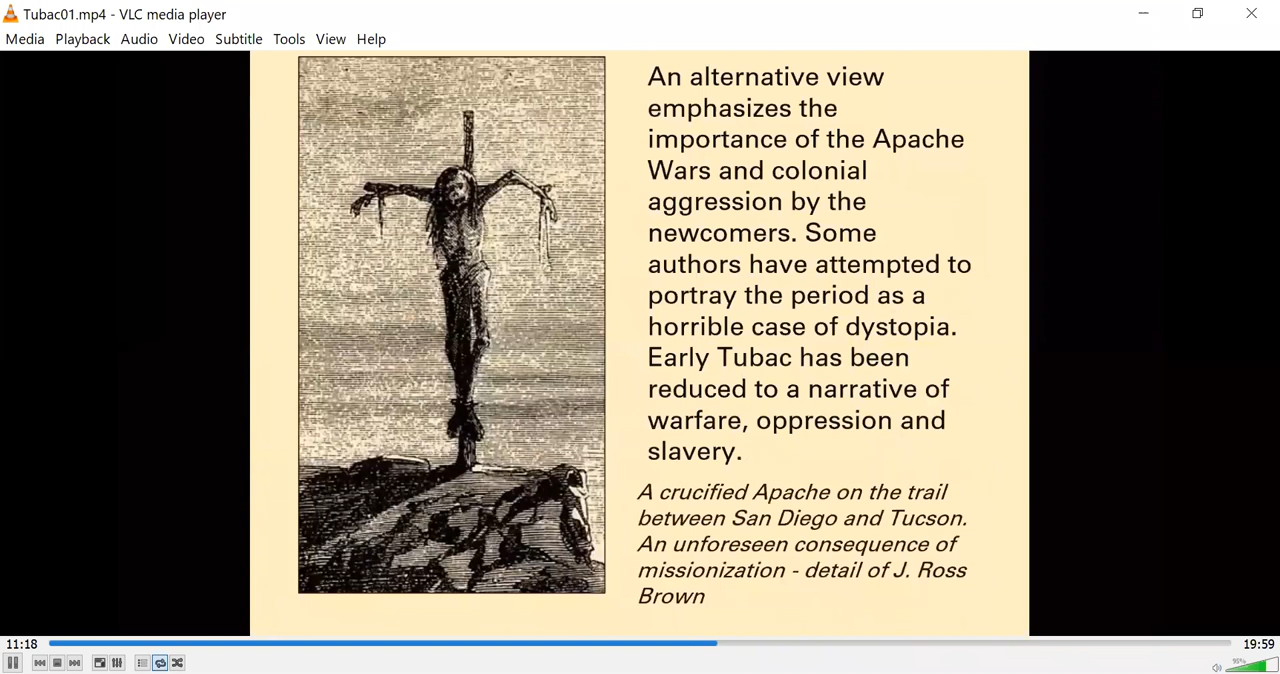 Tubac01.mp4 - VLC media player
Media Playback Audio Video Subtitle Tools View Help
An alternative view
emphasizes the
importance of the Apache
Wars and colonial
aggression by the
newcomers. Some
authors have attempted to
portray the period as a
horrible case of dystopia.
Early Tubac has been
reduced to a narrative of
warfare, oppression and
slavery.
A crucified Apache on the trail
between San Diego and Tucson.
An unforeseen consequence of
missionization - detail of J. Ross
Brown
11:18
19:59
95%